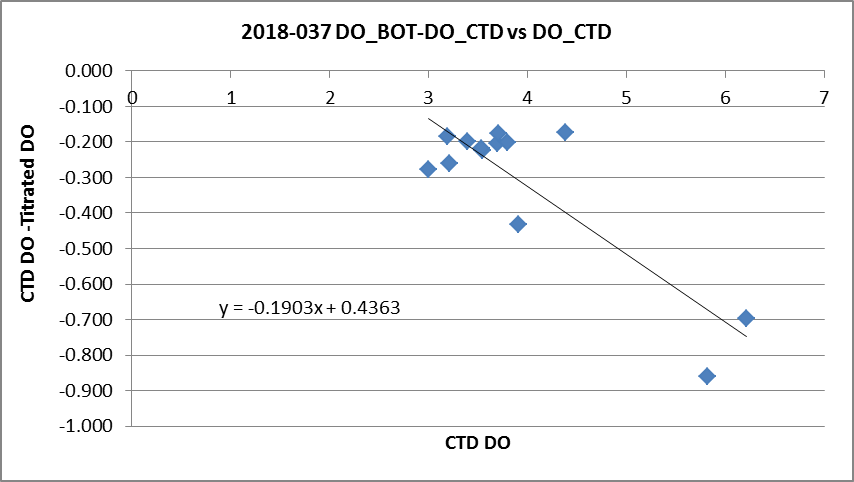 2018-037 DO_BOT-DO_CTD vs DO_CTD
0.000
0 1 2 3 4 5 6 7
-0.100
-0.200
-0.300
-0.400
-0.500
-0.600
-0.700
-0.800
-0.900
-1.000
CTD DO -Titrated DO
y = -0.1903x + 0.4363
CTD DO